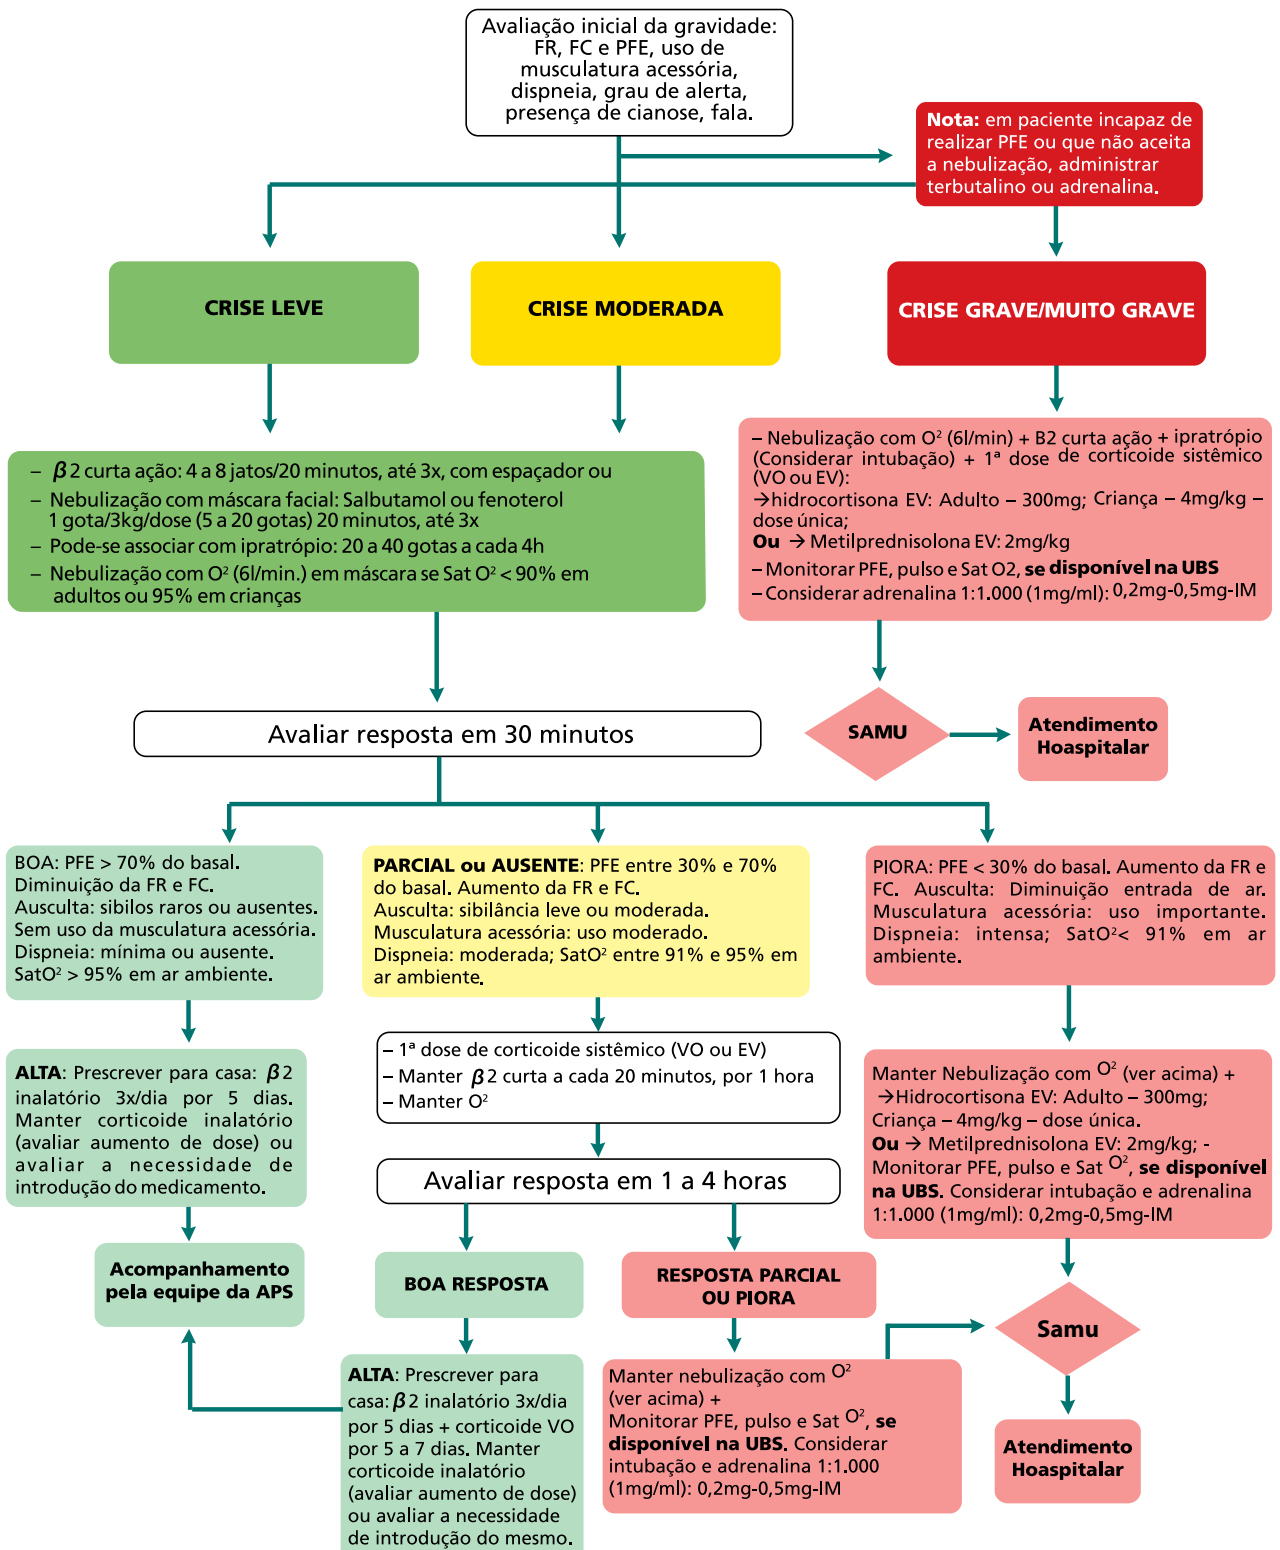 Avaliação inicial da gravidade:
FR, FC e PFE, uso de
musculatura acessória,
dispneia, grau de alerta,
presença de cianose, fala.
Nota: em paciente incapaz de
realizar PFE ou que não aceita
a nebulização, administrar
terbutalino ou adrenalina.
CRISE LEVE
CRISE MODERADA
CRISE GRAVE/MUITO GRAVE
– β2 curta ação: 4 a 8 jatos/20 minutos, até 3x, com espaçador ou
– Nebulização com máscara facial: Salbutamol ou fenoterol
1 gota/3kg/dose (5 a 20 gotas) 20 minutos, até 3x
– Pode-se associar com ipratrópio: 20 a 40 gotas a cada 4h
– Nebulização com O² (6l/min.) em máscara se Sat O² < 90% em
adultos ou 95% em crianças
– Nebulização com O² (6l/min) + B2 curta ação + ipratrópio
(Considerar intubação) + 1ª dose de corticoide sistêmico
(VO ou EV):
→hidrocortisona EV: Adulto – 300mg; Criança – 4mg/kg –
dose única;
Ou → Metilprednisolona EV: 2mg/kg
– Monitorar PFE, pulso e Sat O2, se disponível na UBS
– Considerar adrenalina 1:1.000 (1mg/ml): 0,2mg-0,5mg-IM
Avaliar resposta em 30 minutos
SAMU
Atendimento
Hoaspitalar
BOA: PFE > 70% do basal.
Diminuição da FR e FC.
Ausculta: sibilos raros ou ausentes.
Sem uso da musculatura acessória.
Dispneia: mínima ou ausente.
SatO² > 95% em ar ambiente.
PARCIAL ou AUSENTE: PFE entre 30% e 70%
do basal. Aumento da FR e FC.
Ausculta: sibilância leve ou moderada.
Musculatura acessória: uso moderado.
Dispneia: moderada; SatO² entre 91% e 95% em
ar ambiente.
PIORA: PFE < 30% do basal. Aumento da FR e
FC. Ausculta: Diminuição entrada de ar.
Musculatura acessória: uso importante.
Dispneia: intensa; SatO²< 91% em ar
ambiente.
ALTA: Prescrever para casa: β2
inalatório 3x/dia por 5 dias.
Manter corticoide inalatório
(avaliar aumento de dose) ou
avaliar a necessidade de
introdução do medicamento.
– 1ª dose de corticoide sistêmico (VO ou EV)
– Manter β2 curta a cada 20 minutos, por 1 hora
– Manter O²
Manter Nebulização com O² (ver acima) +
→Hidrocortisona EV: Adulto – 300mg;
Criança – 4mg/kg – dose única.
Ou → Metilprednisolona EV: 2mg/kg; -
Monitorar PFE, pulso e Sat O², se disponível
na UBS. Considerar intubação e adrenalina
1:1.000 (1mg/ml): 0,2mg-0,5mg-IM
Avaliar resposta em 1 a 4 horas
Acompanhamento
pela equipe da APS
BOA RESPOSTA
RESPOSTA PARCIAL
OU PIORA
Samu
ALTA: Prescrever para
casa: β2 inalatório 3x/dia
por 5 dias + corticoide VO
por 5 a 7 dias. Manter
corticoide inalatório
(avaliar aumento de dose)
ou avaliar a necessidade
de introdução do mesmo.
Manter nebulização com O²
(ver acima) +
Monitorar PFE, pulso e Sat O², se
disponível na UBS. Considerar
intubação e adrenalina 1:1.000
(1mg/ml): 0,2mg-0,5mg-IM
Atendimento
Hoaspitalar